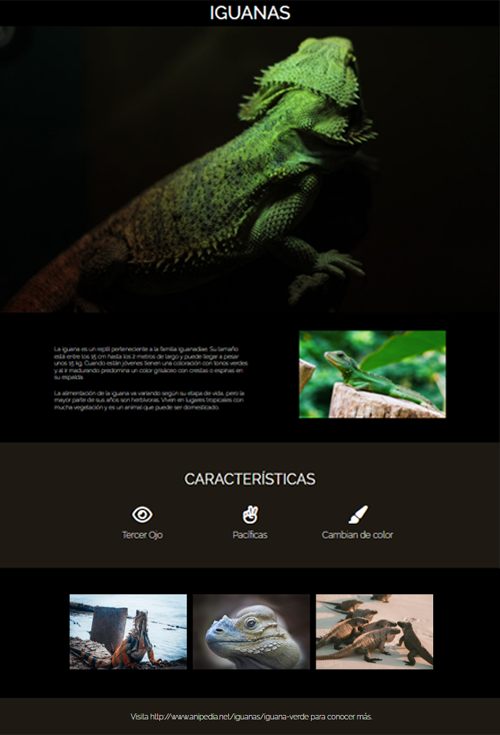 IGUANAS
La iguana es un reptil perteneciente a la familia iguanadiae. Su tamaño
está entre los 15 cm hasta los 2 metros de largo y puede llegar a pesar
unos 15 kg. Cuando están jóvenes tienen una coloración con tonos verdes
y al ir madurando predomina un color grisáceo con crestas o espinas en
su espalda.
La alimentación de la iguana va variando según su etapa de vida, pero la
mayor parte de sus años son herbívoras. Viven en lugares tropicales con
mucha vegetación y es un animal que puede ser domesticado.
CARACTERÍSTICAS
Tercer Ojo
Pacíficas
Cambian de color
Visita http://www.anipedia.net/iguanas/iguana-verde para conocer más.